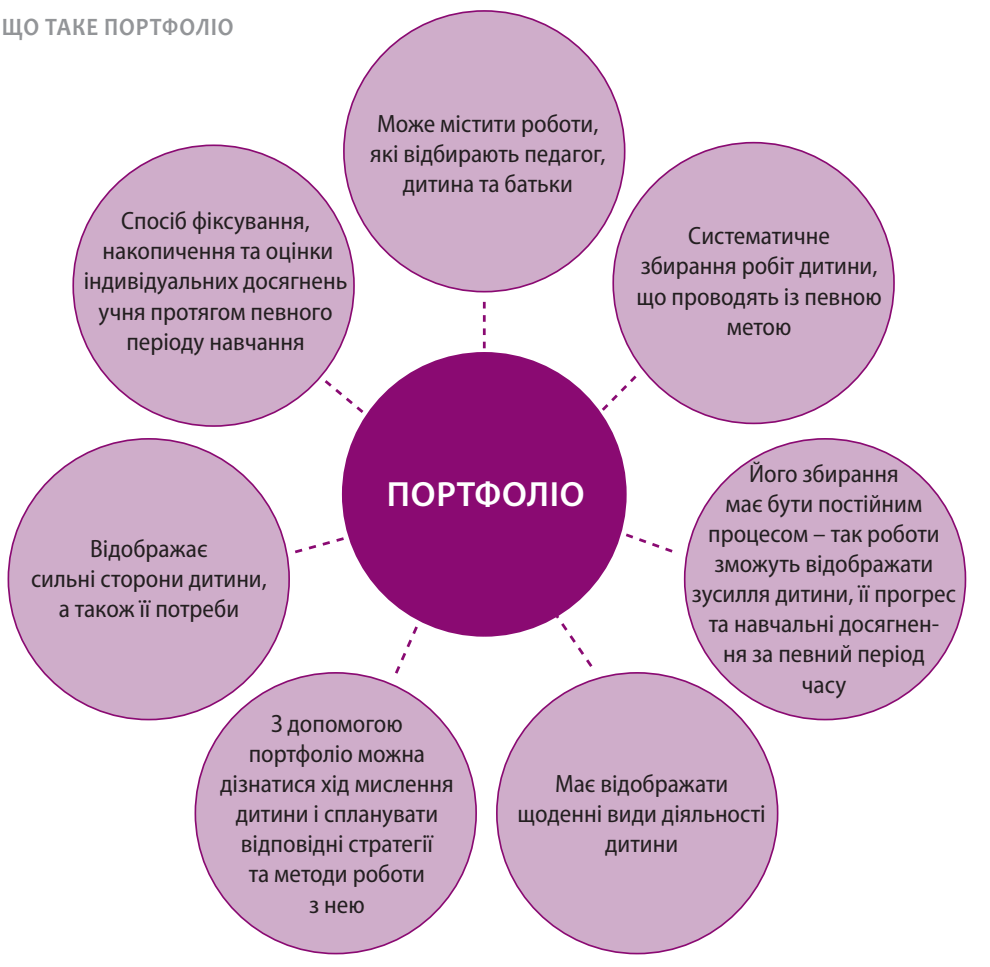 ЩО ТАКЕ ПОРТФОЛІО
Може містити роботи,
які відбирають педагог,
дитина та батьки
Систематичне
збирання робіт дитини,
що проводять із певною
метою
Його збирання
має бути постійним
процесом – так роботи
зможуть відображати
зусилля дитини, її прогрес
та навчальні досягнен-
ня за певний період
часу
Має відображати
щоденні види діяльності
дитини
З допомогою
портфоліо можна
дізнатися хід мислення
дитини і спланувати
відповідні стратегії
та методи роботи
з нею
Відображає
сильні сторони дитини,
а також її потреби
Спосіб фіксування,
накопичення та оцінки
індивідуальних досягнень
учня протягом певного
періоду навчання
ПОРТФОЛІО